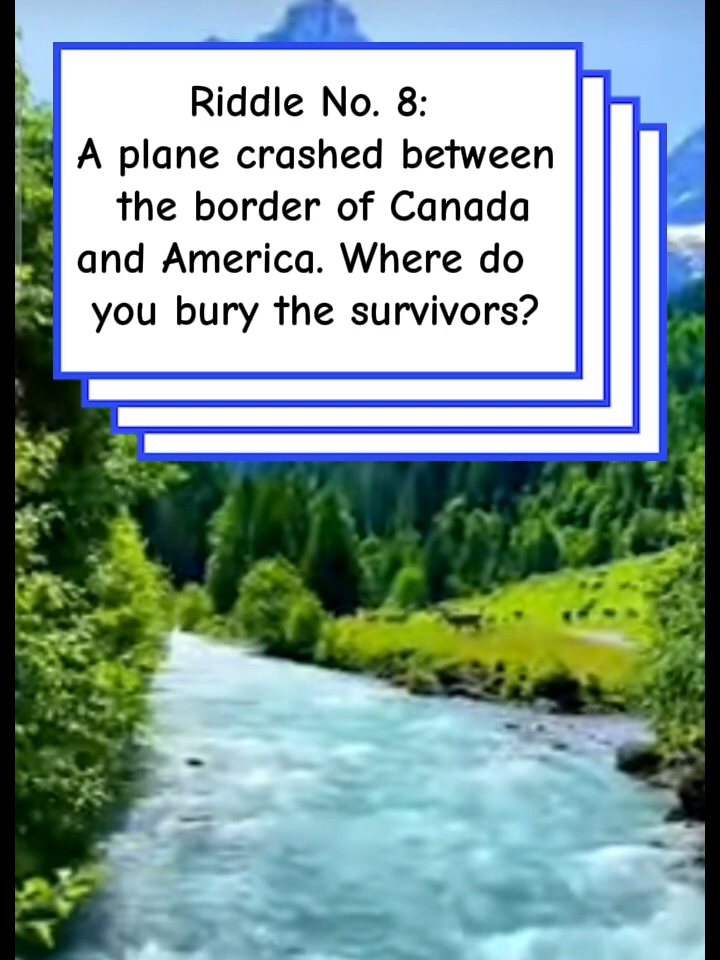 Riddle No. 8:
A plane crashed between
the border of Canada
and America. Where do
you bury the survivors?